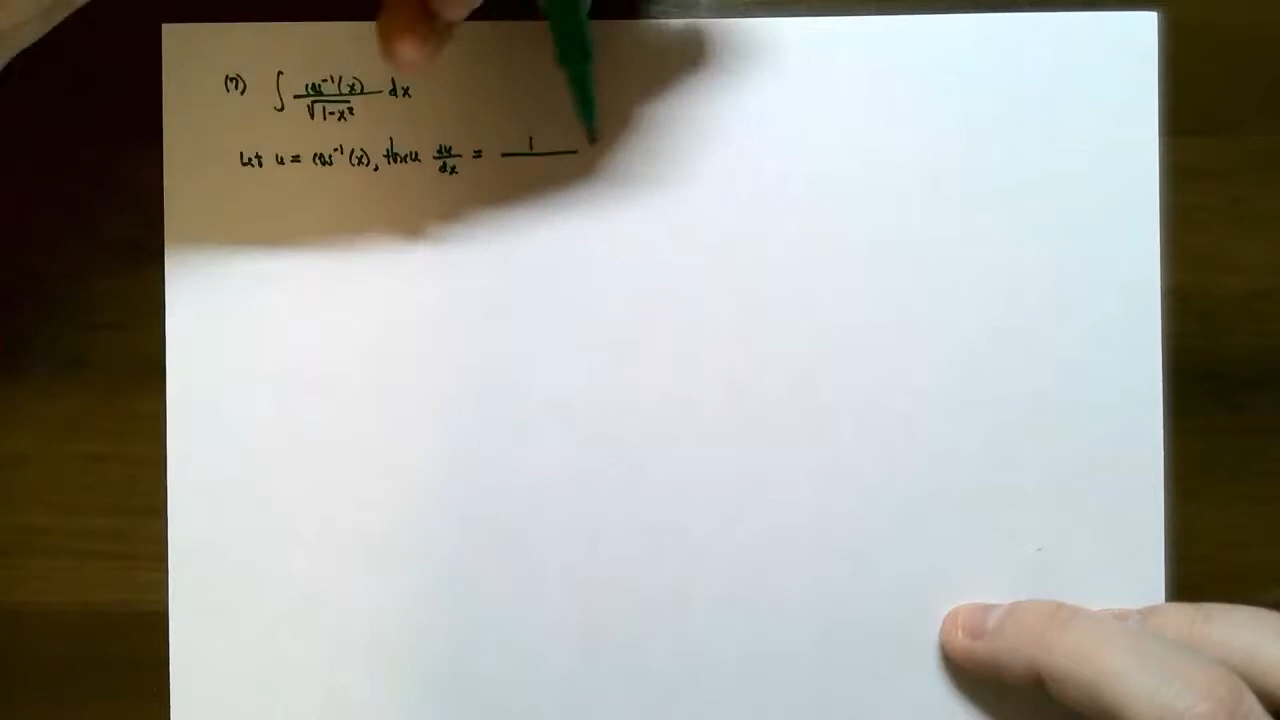 (7) ∫ cos⁻¹(x)/√(1-x²) dx
Let u = cos⁻¹(x), then du/dx = 1/